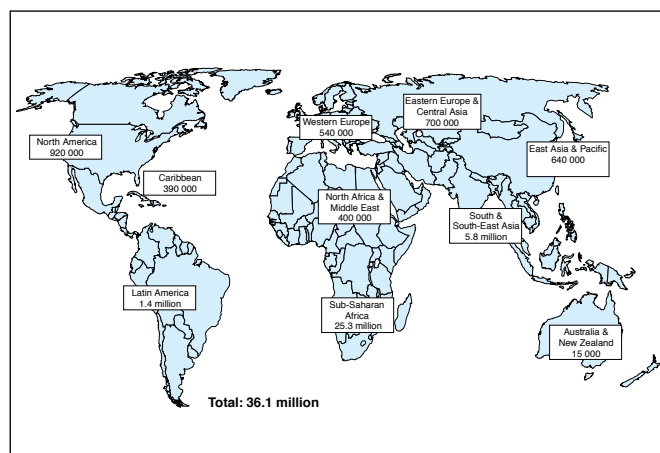 Eastern Europe &
Central Asia
700 000
Western Europe
540 000
North America
920 000
East Asia & Pacific
640 000
Caribbean
390 000
North Africa &
Middle East
400 000
South &
South-East Asia
5.8 million
Latin America
1.4 million
Sub-Saharan
Africa
25.3 million
Australia &
New Zealand
15 000
Total: 36.1 million